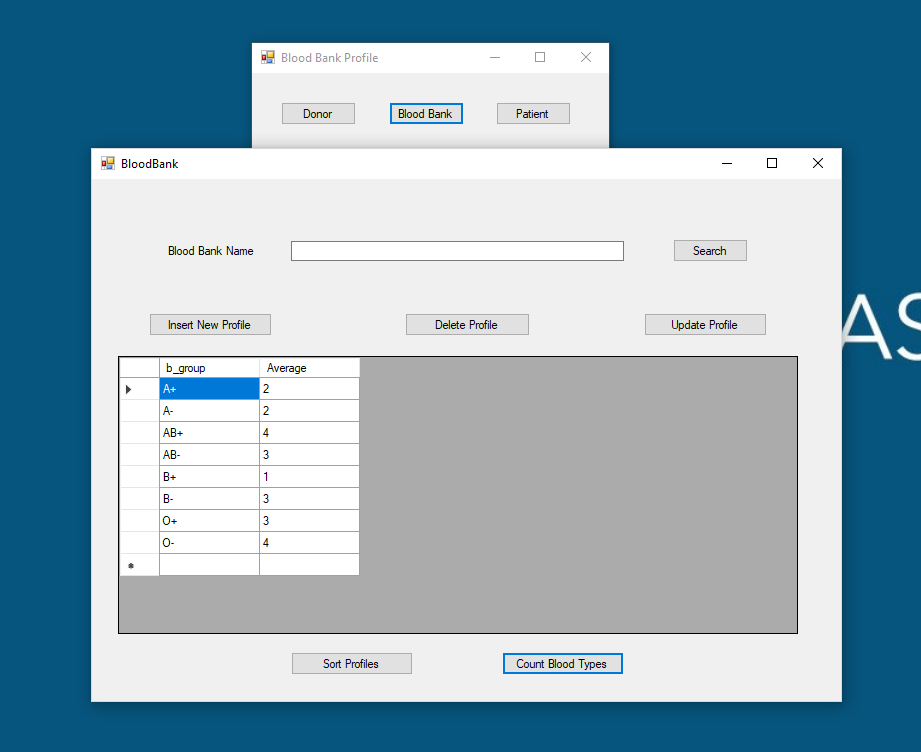 Blood Bank Profile
Donor Blood Bank Patient
BloodBank
Blood Bank Name Search
Insert New Profile Delete Profile Update Profile
AS
b_group Average
A+ 2
A- 2
AB+ 4
AB- 3
B+ 1
B- 3
O+ 3
O- 4
Sort Profiles Count Blood Types